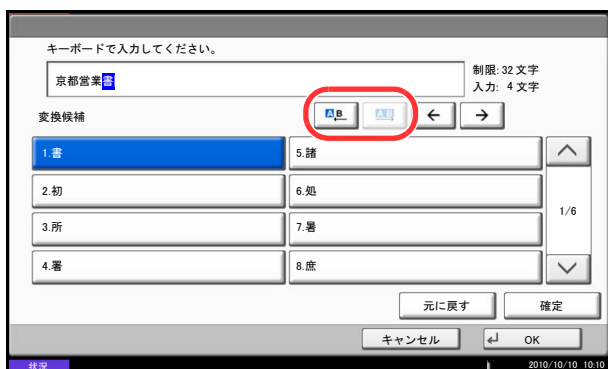 キーボードで入力してください。
京都営業書
制限: 32 文字
入力: 4 文字
変換候補
A B
A B
1.書
5.諸
2.初
6.処
1/6
3.所
7.暑
4.署
8.庶
元に戻す
確定
キャンセル
OK
状況
2010/10/10 10:10